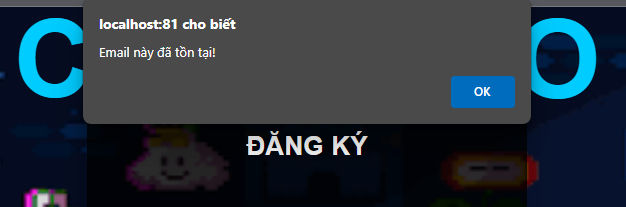 localhost:81 cho biết
Email này đã tồn tại!
OK
C
O
ĐĂNG KÝ